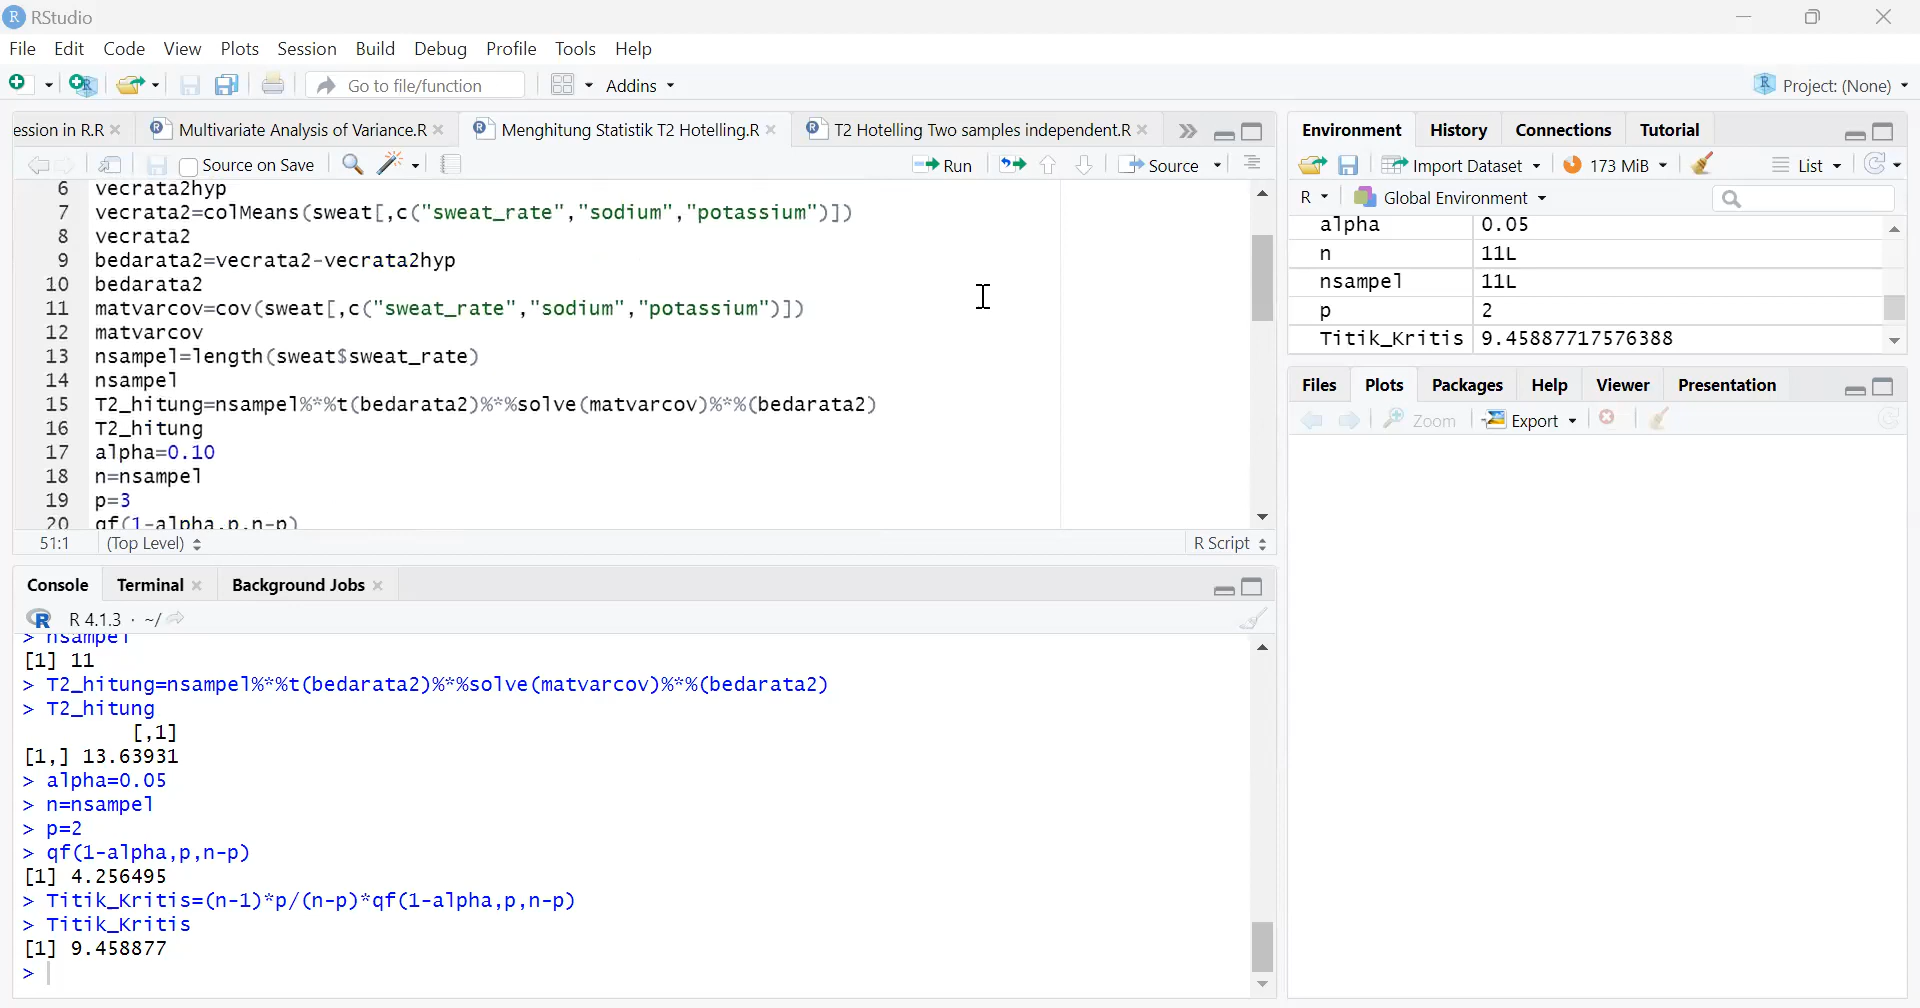 RStudio
File Edit Code View Plots Session Build Debug Profile Tools Help
Go to file/function Addins Project: (None)
ession in R.R Multivariate Analysis of Variance.R Menghitung Statistik T2 Hotelling.R T2 Hotelling Two samples independent.R
Source on Save Run Source
6 vecrata2hyp
7 vecrata2=colMeans(sweat[,c("sweat_rate","sodium","potassium")])
8 vecrata2
9 bedarata2=vecrata2-vecrata2hyp
10 bedarata2
11 matvarcov=cov(sweat[,c("sweat_rate","sodium","potassium")])
12 matvarcov
13 nsampel=length(sweat$sweat_rate)
14 nsampel
15 T2_hitung=nsampel%*%t(bedarata2)%*%solve(matvarcov)%*%(bedarata2)
16 T2_hitung
17 alpha=0.10
18 n=nsampel
19 p=3
20 qf(1-alpha,p,n-p)
51:1 (Top Level) R Script
Console Terminal Background Jobs
R 4.1.3 · ~/
> nsampel
[1] 11
> T2_hitung=nsampel%*%t(bedarata2)%*%solve(matvarcov)%*%(bedarata2)
> T2_hitung
[,1]
[1,] 13.63931
> alpha=0.05
> n=nsampel
> p=2
> qf(1-alpha,p,n-p)
[1] 4.256495
> Titik_Kritis=(n-1)*p/(n-p)*qf(1-alpha,p,n-p)
> Titik_Kritis
[1] 9.458877
>
Environment History Connections Tutorial
Import Dataset 173 MiB List
R Global Environment
alpha 0.05
n 11L
nsampel 11L
p 2
Titik_Kritis 9.45887717576388
Files Plots Packages Help Viewer Presentation
Zoom Export